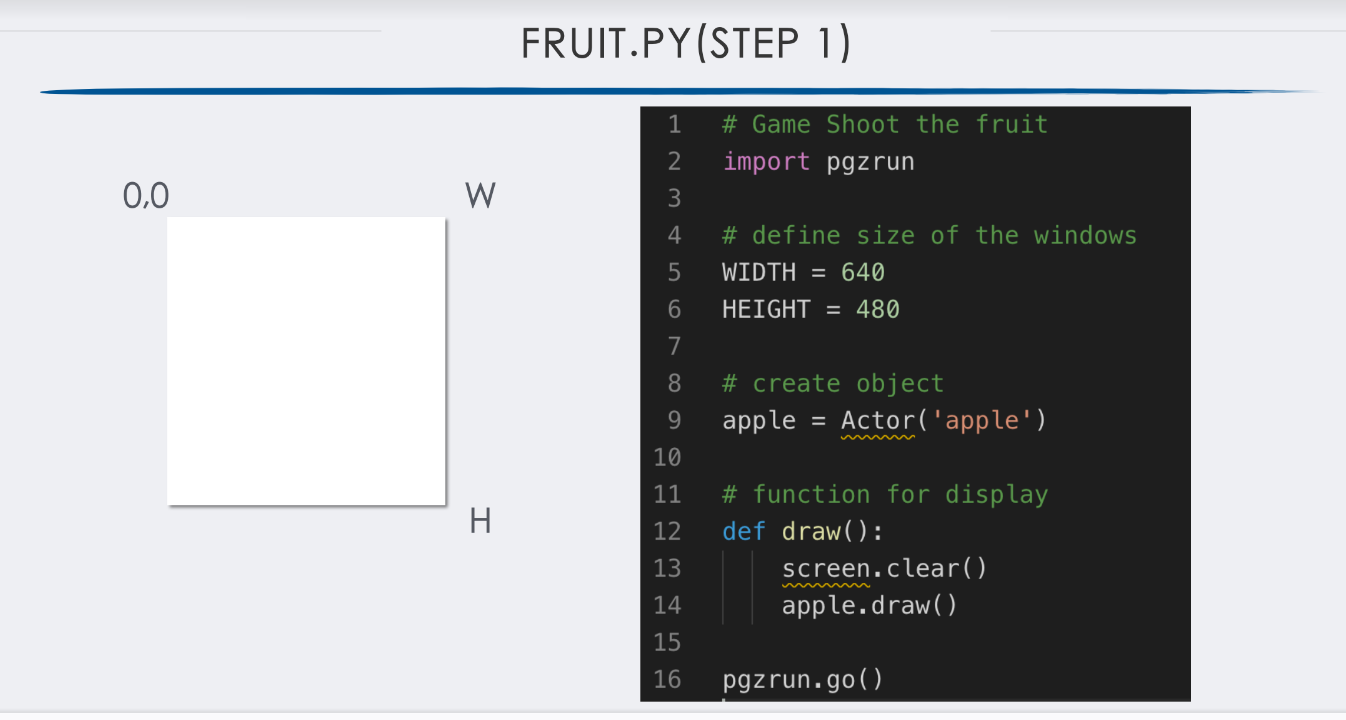 FRUIT.PY(STEP 1)
0,0 W
H
1 # Game Shoot the fruit
2 import pgzrun
3
4 # define size of the windows
5 WIDTH = 640
6 HEIGHT = 480
7
8 # create object
9 apple = Actor('apple')
10
11 # function for display
12 def draw():
13     screen.clear()
14     apple.draw()
15
16 pgzrun.go()